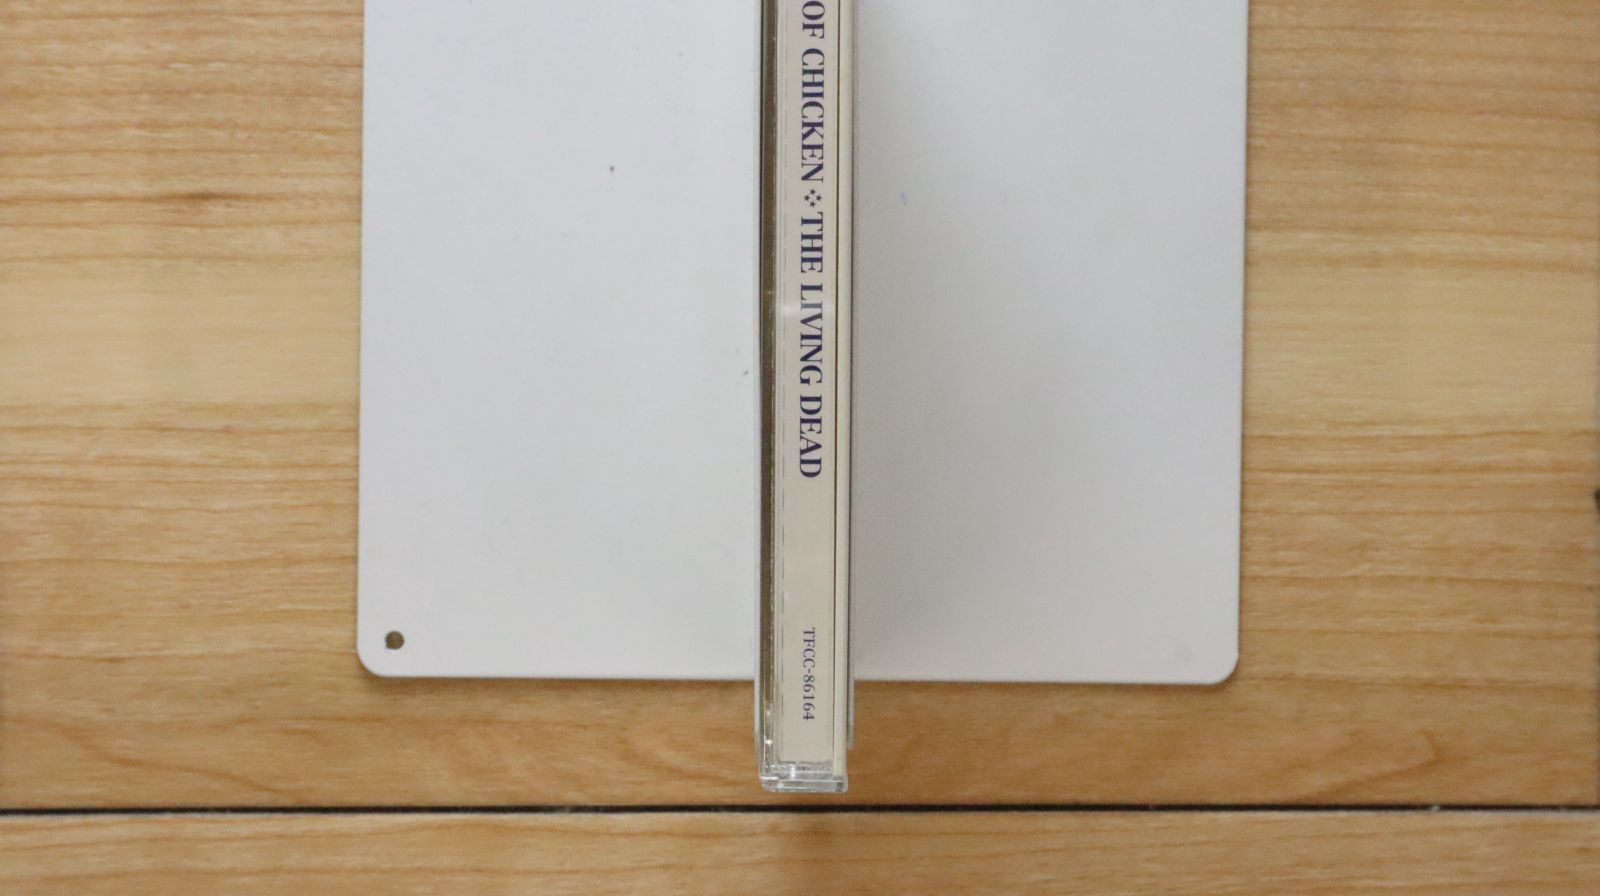 OF CHICKEN THE LIVING DEAD
TFCC-86164